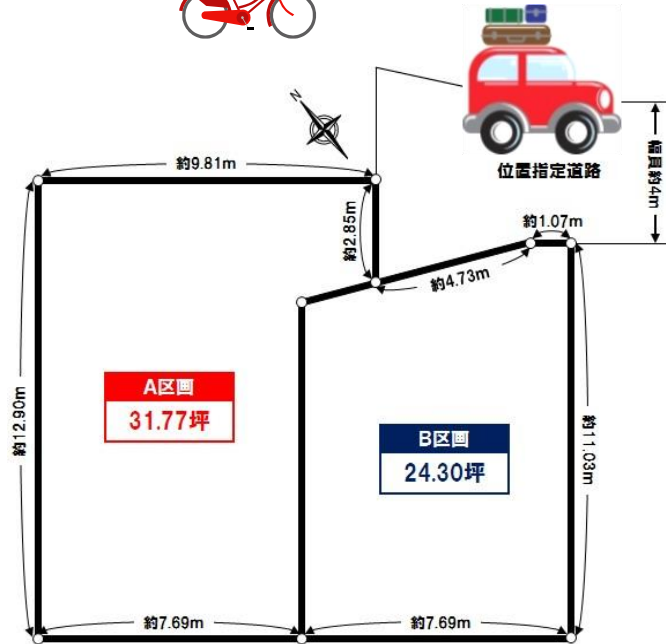 N
位置指定道路
幅員約4m
約9.81m
約2.85m
約1.07m
約4.73m
約12.90m
A区画
31.77坪
B区画
24.30坪
約11.03m
約7.69m
約7.69m